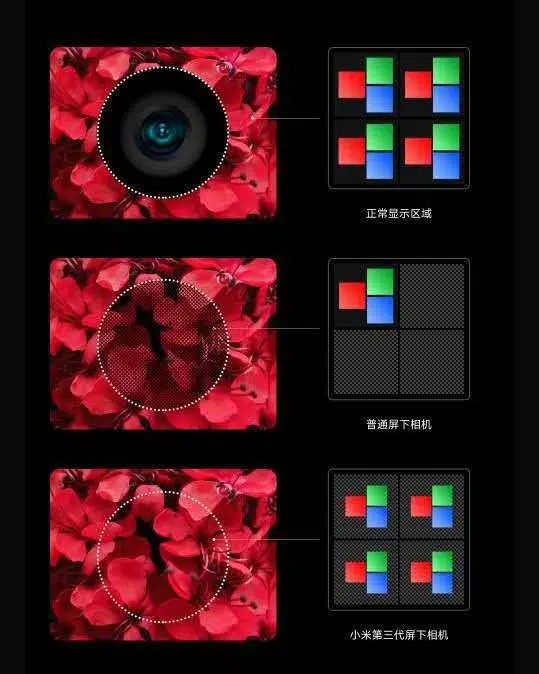 正常显示区域
普通屏下相机
小米第三代屏下相机